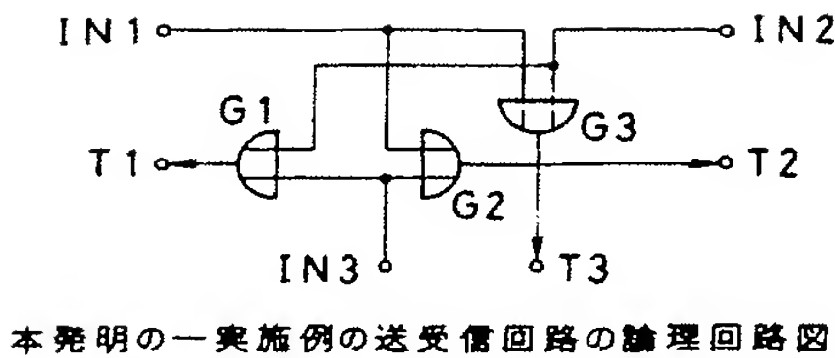 IN1
IN2
G1
G3
T1
T2
G2
IN3
T3
本発明の一実施例の送受信回路の論理回路図